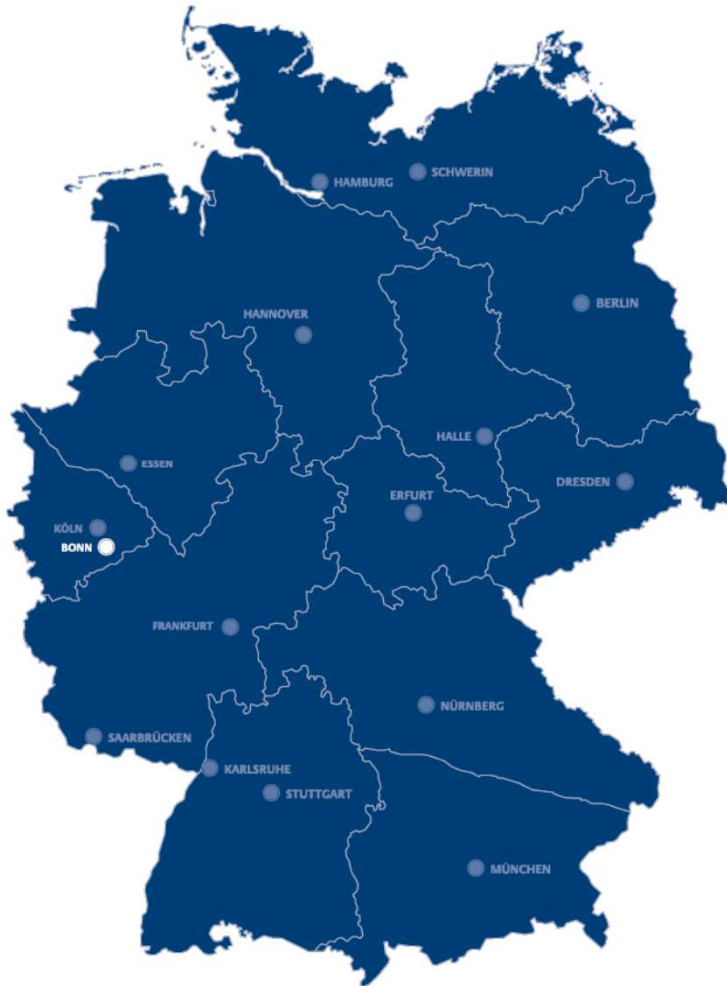 SCHWERIN
HAMBURG
BERLIN
HANNOVER
HALLE
ESSEN
DRESDEN
ERFURT
KÖLN
BONN
FRANKFURT
NÜRNBERG
SAARBRÜCKEN
KARLSRUHE
STUTTGART
MÜNCHEN